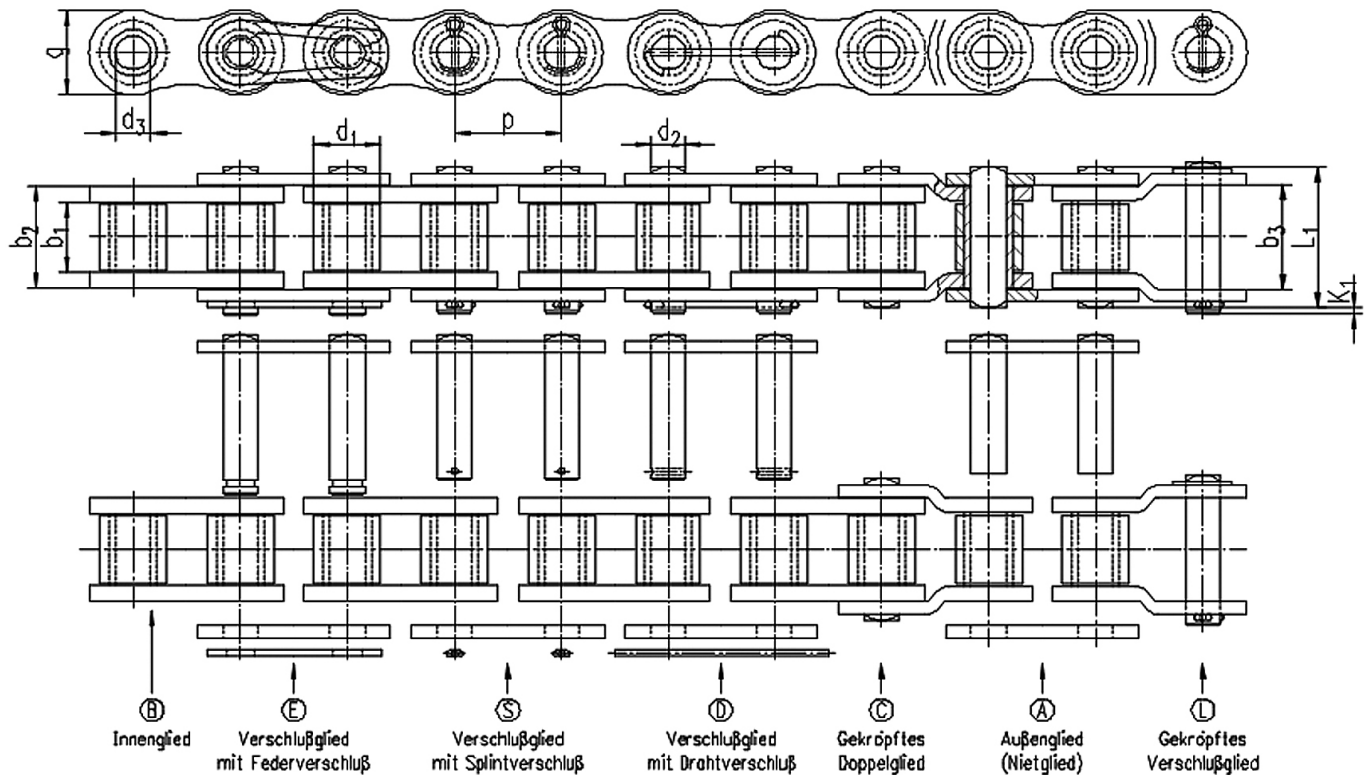 g
d3
d1
p
d2
b2
b1
b3
L1
K1
B
E
S
D
C
A
L
Innenglied
Verschlußglied
mit Federverschluß
Verschlußglied
mit Splintverschluß
Verschlußglied
mit Drahtverschluß
Gekröpftes
Doppelglied
Außenglied
(Nietglied)
Gekröpftes
Verschlußglied